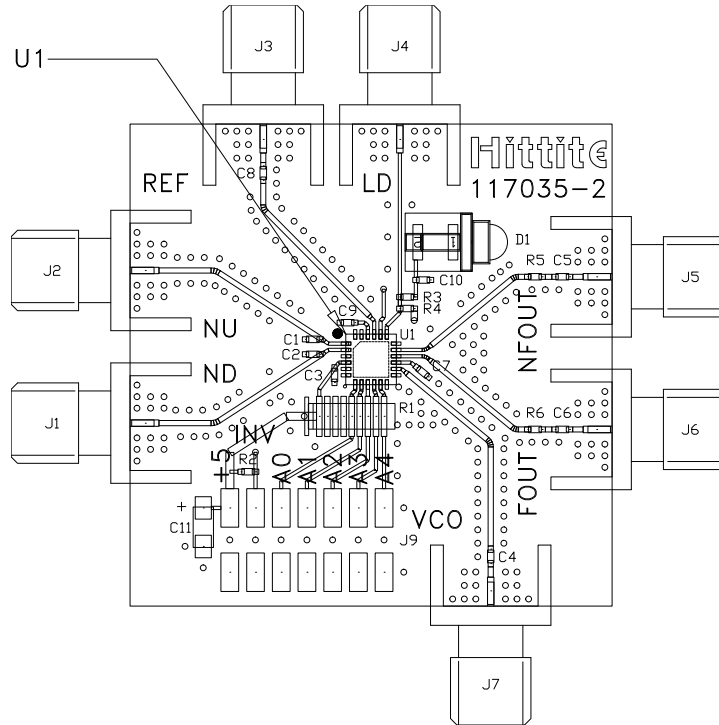 J3
J4
U1
Hittite
C8
REF
LD
117035-2
D1
J2
C10
R5 C5
J5
R3
C9
R4
NFOUT
NU
C1
U1
C2
ND
C3
C7
J1
R1
R6 C6
J6
INV
+5
R2
A0
A1
A2
A3
A4
FOUT
+
C11
VCO
J9
C4
J7